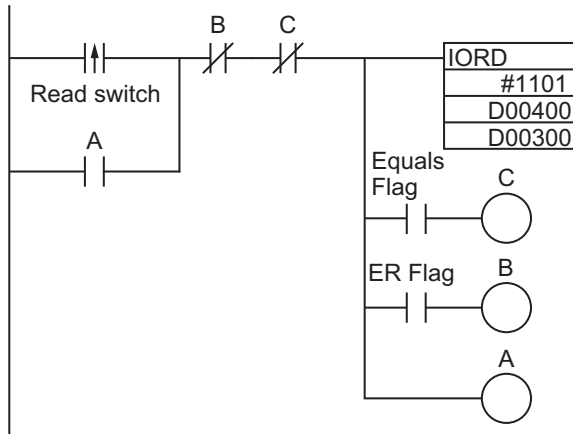 B
C
IORD
Read switch
#1101
D00400
D00300
A
Equals
Flag
C
ER Flag
B
A